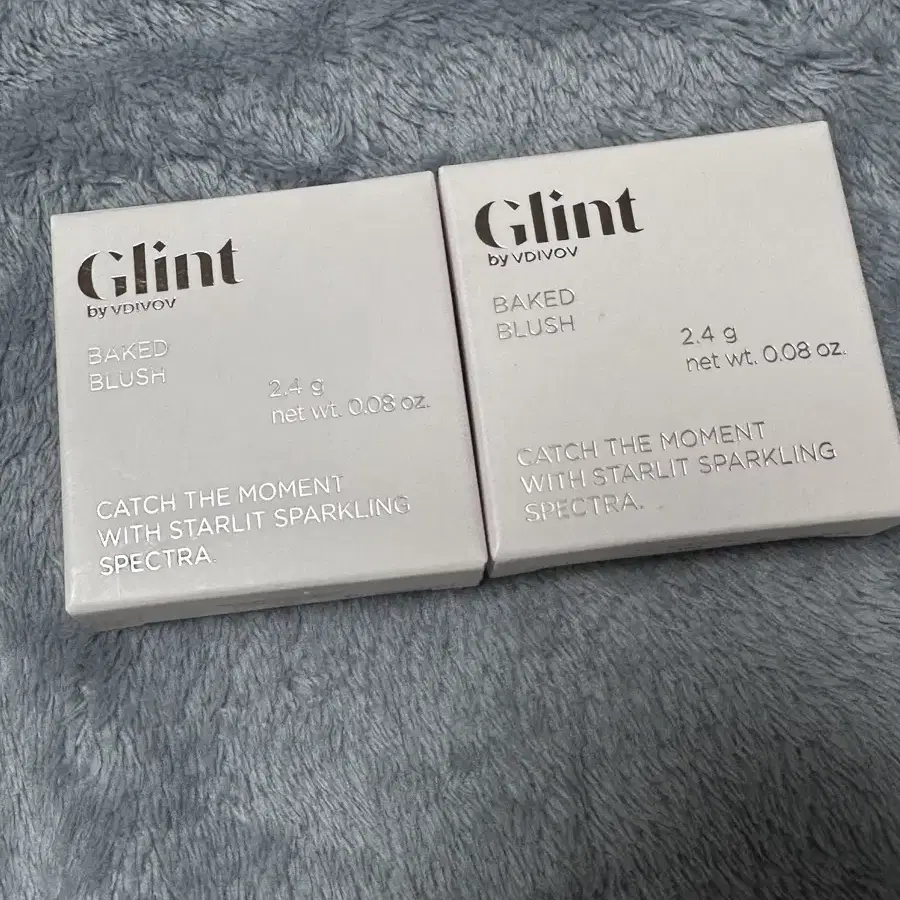 Glint
by VDIVOV
BAKED
BLUSH
2.4 g
net wt. 0.08 oz.
CATCH THE MOMENT
WITH STARLIT SPARKLING
SPECTRA.
Glint
by VDIVOV
BAKED
BLUSH
2.4 g
net wt. 0.08 oz.
CATCH THE MOMENT
WITH STARLIT SPARKLING
SPECTRA.